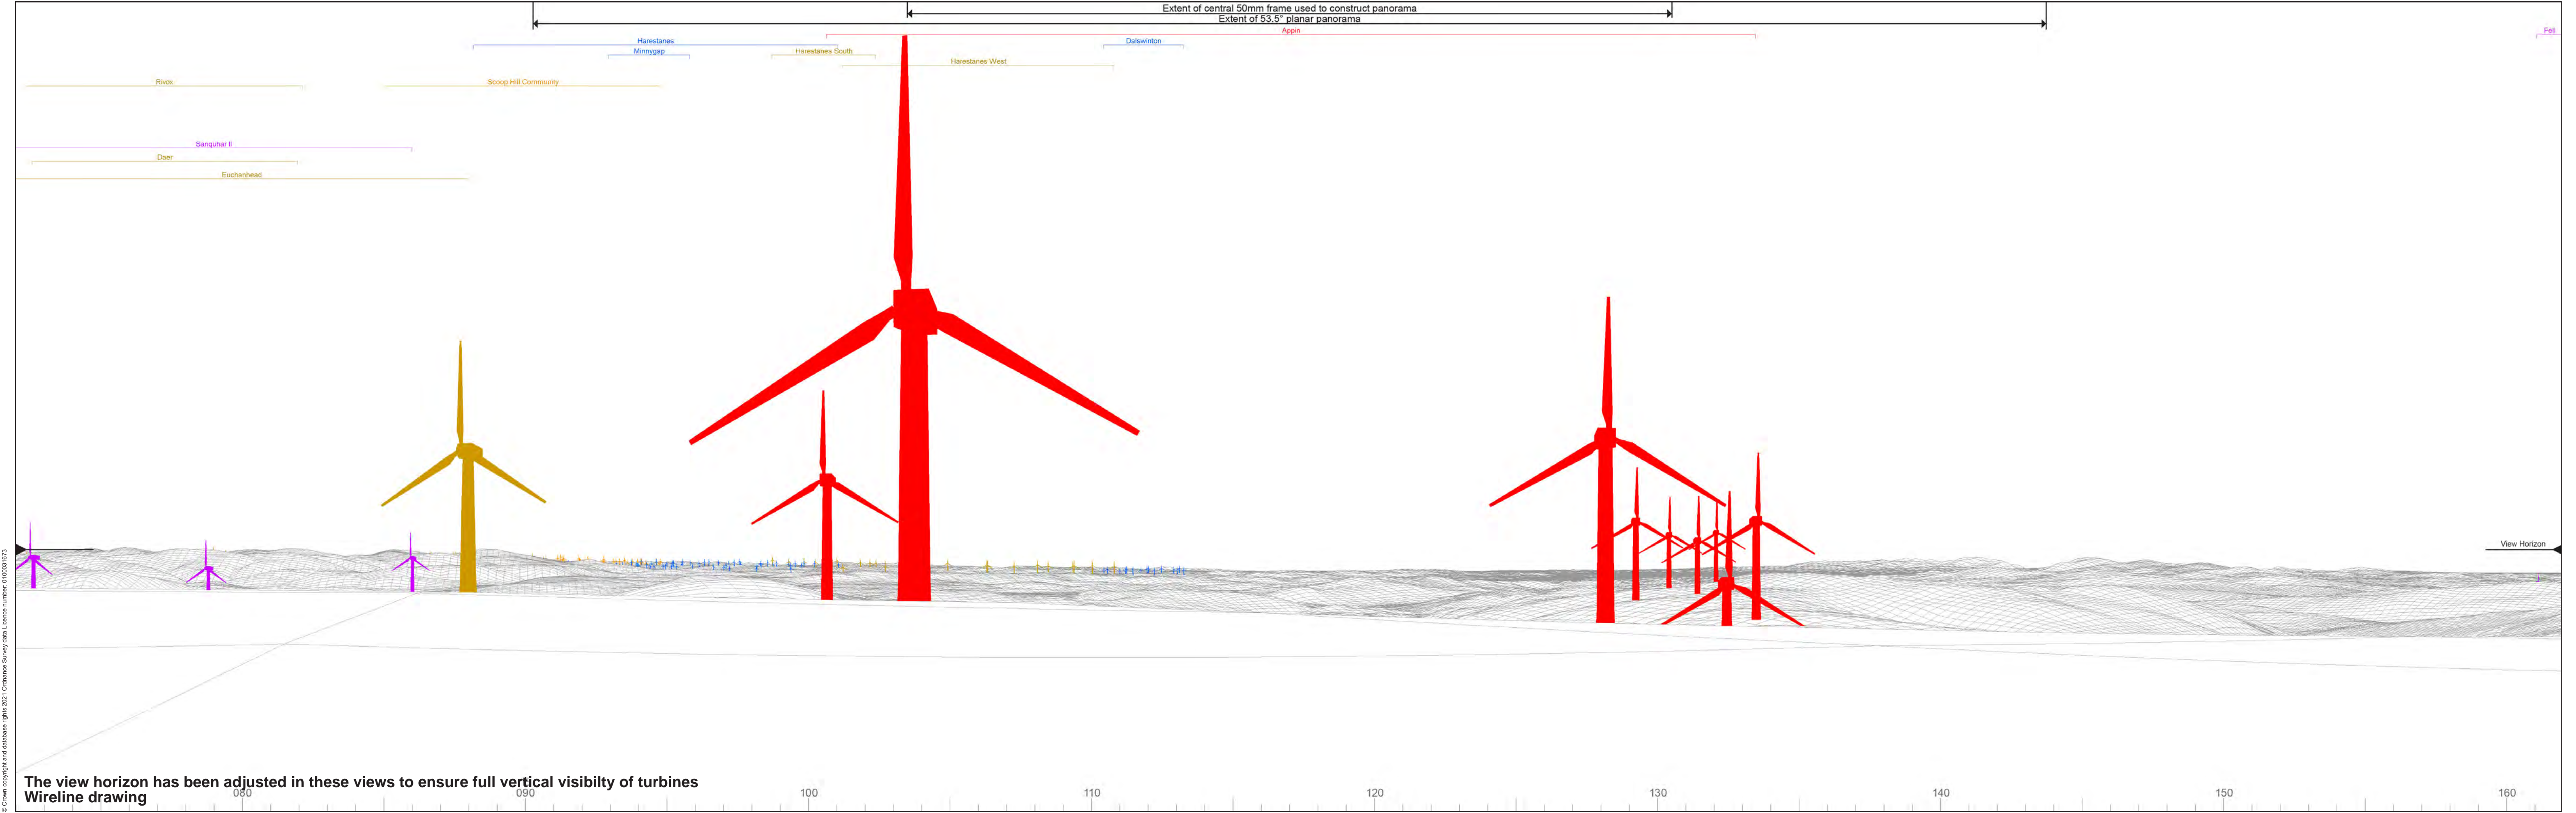 Extent of central 50mm frame used to construct panorama
Extent of 53.5° planar panorama
Appin
Fell
Harestanes
Dalswinton
Minnygap
Harestanes South
Harestanes West
Rivox
Scoop Hill Community
Sanquhar II
Daer
Euchanhead
View Horizon
The view horizon has been adjusted in these views to ensure full vertical visibilty of turbines
Wireline drawing
080 090 100 110 120 130 140 150 160
© Crown copyright and database rights 2021 Ordnance Survey data Licence number: 0100031673